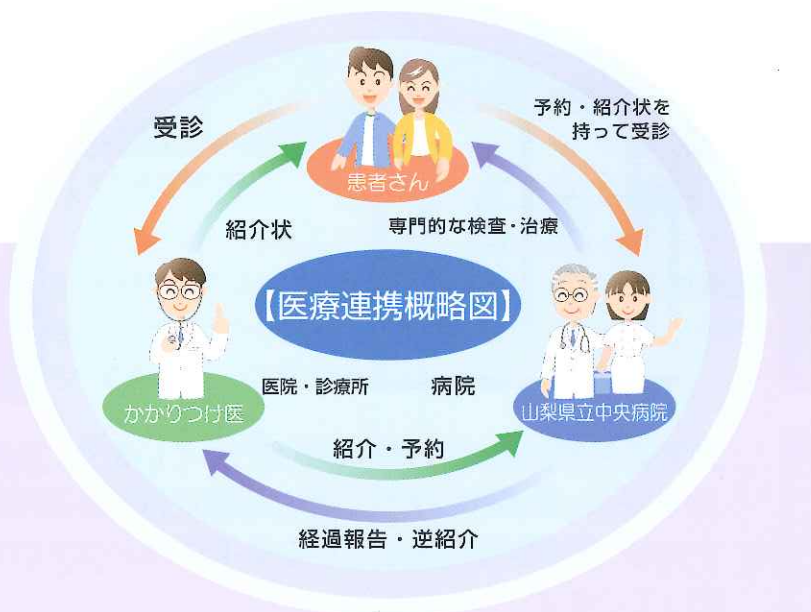 受診
予約・紹介状を
持って受診
患者さん
紹介状
専門的な検査・治療
【医療連携概略図】
医院・診療所
病院
かかりつけ医
山梨県立中央病院
紹介・予約
経過報告・逆紹介